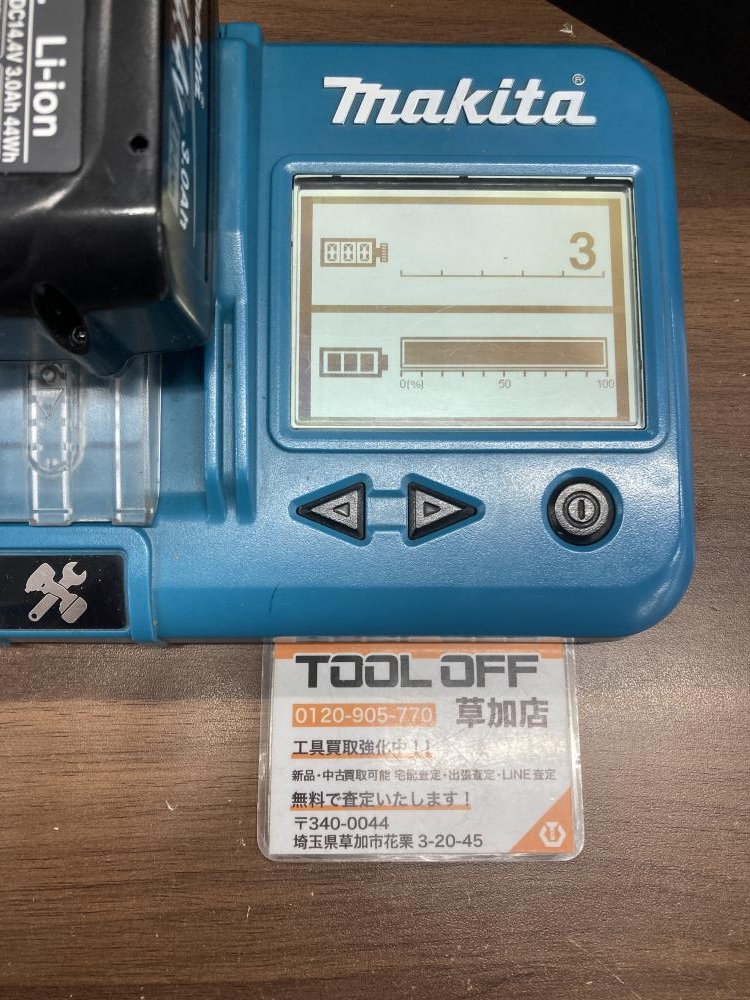 Li-ion
DC14.4V 3.0Ah 44Wh
3.0Ah
makita®
000
3
0(%) 50 100
TOOL OFF
0120-905-770 草加店
工具買取強化中!!
新品・中古買取可能 宅配査定・出張査定・LINE査定
無料で査定いたします!
〒340-0044
埼玉県草加市花栗 3-20-45